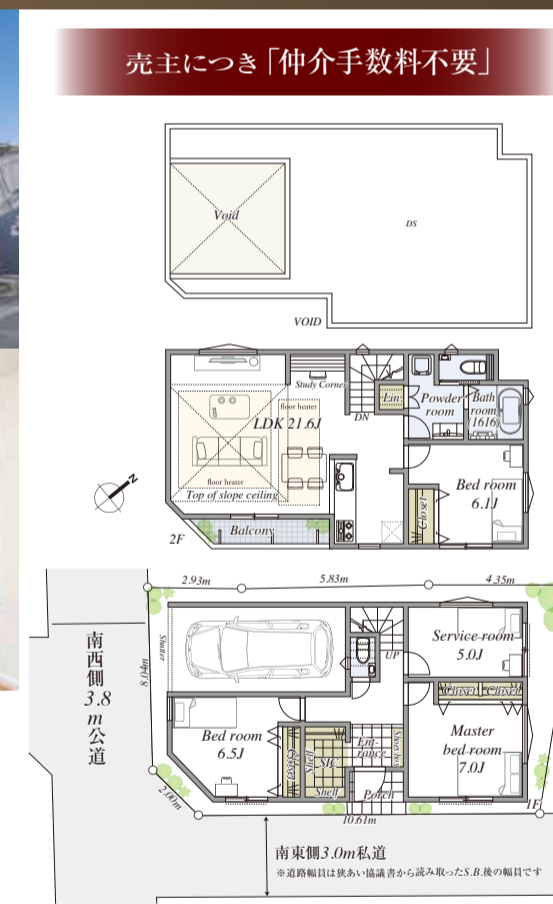 売主につき「仲介手数料不要」
Void
DS
VOID
Study Corner
floor heater
LDK 21.6J
DN
Lin.
Powder room
Bath room (1616)
floor heater
Top of slope ceiling
Closet
Bed room
6.1J
N
2F
Balcony
2.93m
5.83m
4.35m
南西側3.8m公道
8.04m
Shutter
UP
Service room
5.0J
Closet
Closet
Bed room
6.5J
Closet
Shelf
SIC
Shelf
Ent-rance
Shoes box
Master bed room
7.0J
Porch
2.00m
10.61m
1F
南東側3.0m私道
※道路幅員は狭あい協議書から読み取ったS.B.後の幅員です